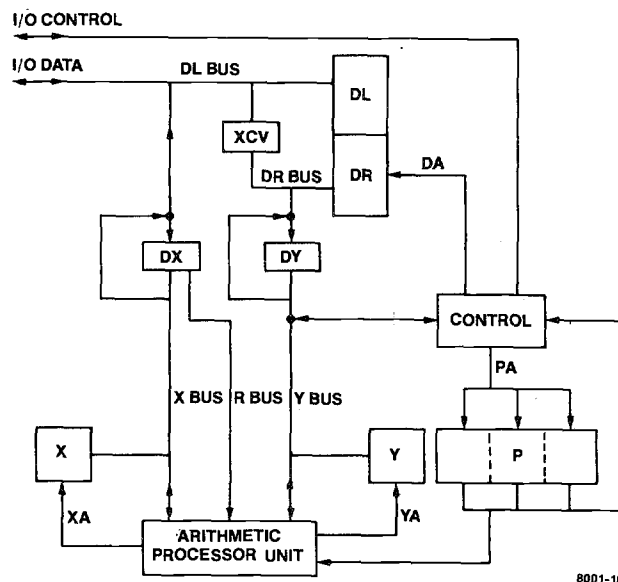 I/O CONTROL
I/O DATA
DL BUS
DL
XCV
DR BUS
DR
DA
DX
DY
CONTROL
PA
X BUS
R BUS
Y BUS
X
Y
P
XA
YA
ARITHMETIC
PROCESSOR UNIT